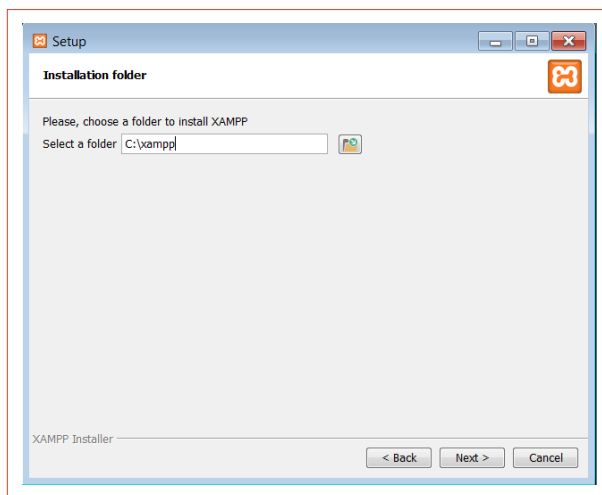 Setup
Installation folder
Please, choose a folder to install XAMPP
Select a folder C:\xampp
XAMPP Installer
< Back Next > Cancel